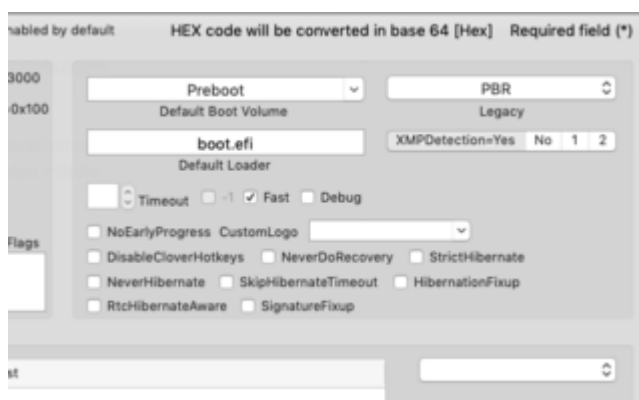 nabled by default HEX code will be converted in base 64 [Hex] Required field (*)
3000
0x100
Preboot PBR
Default Boot Volume Legacy
boot.efi XMPDetection=Yes No 1 2
Default Loader
Timeout -1 Fast Debug
NoEarlyProgress CustomLogo
Flags
DisableCloverHotkeys NeverDoRecovery StrictHibernate
NeverHibernate SkipHibernateTimeout HibernationFixup
RtcHibernateAware SignatureFixup
st